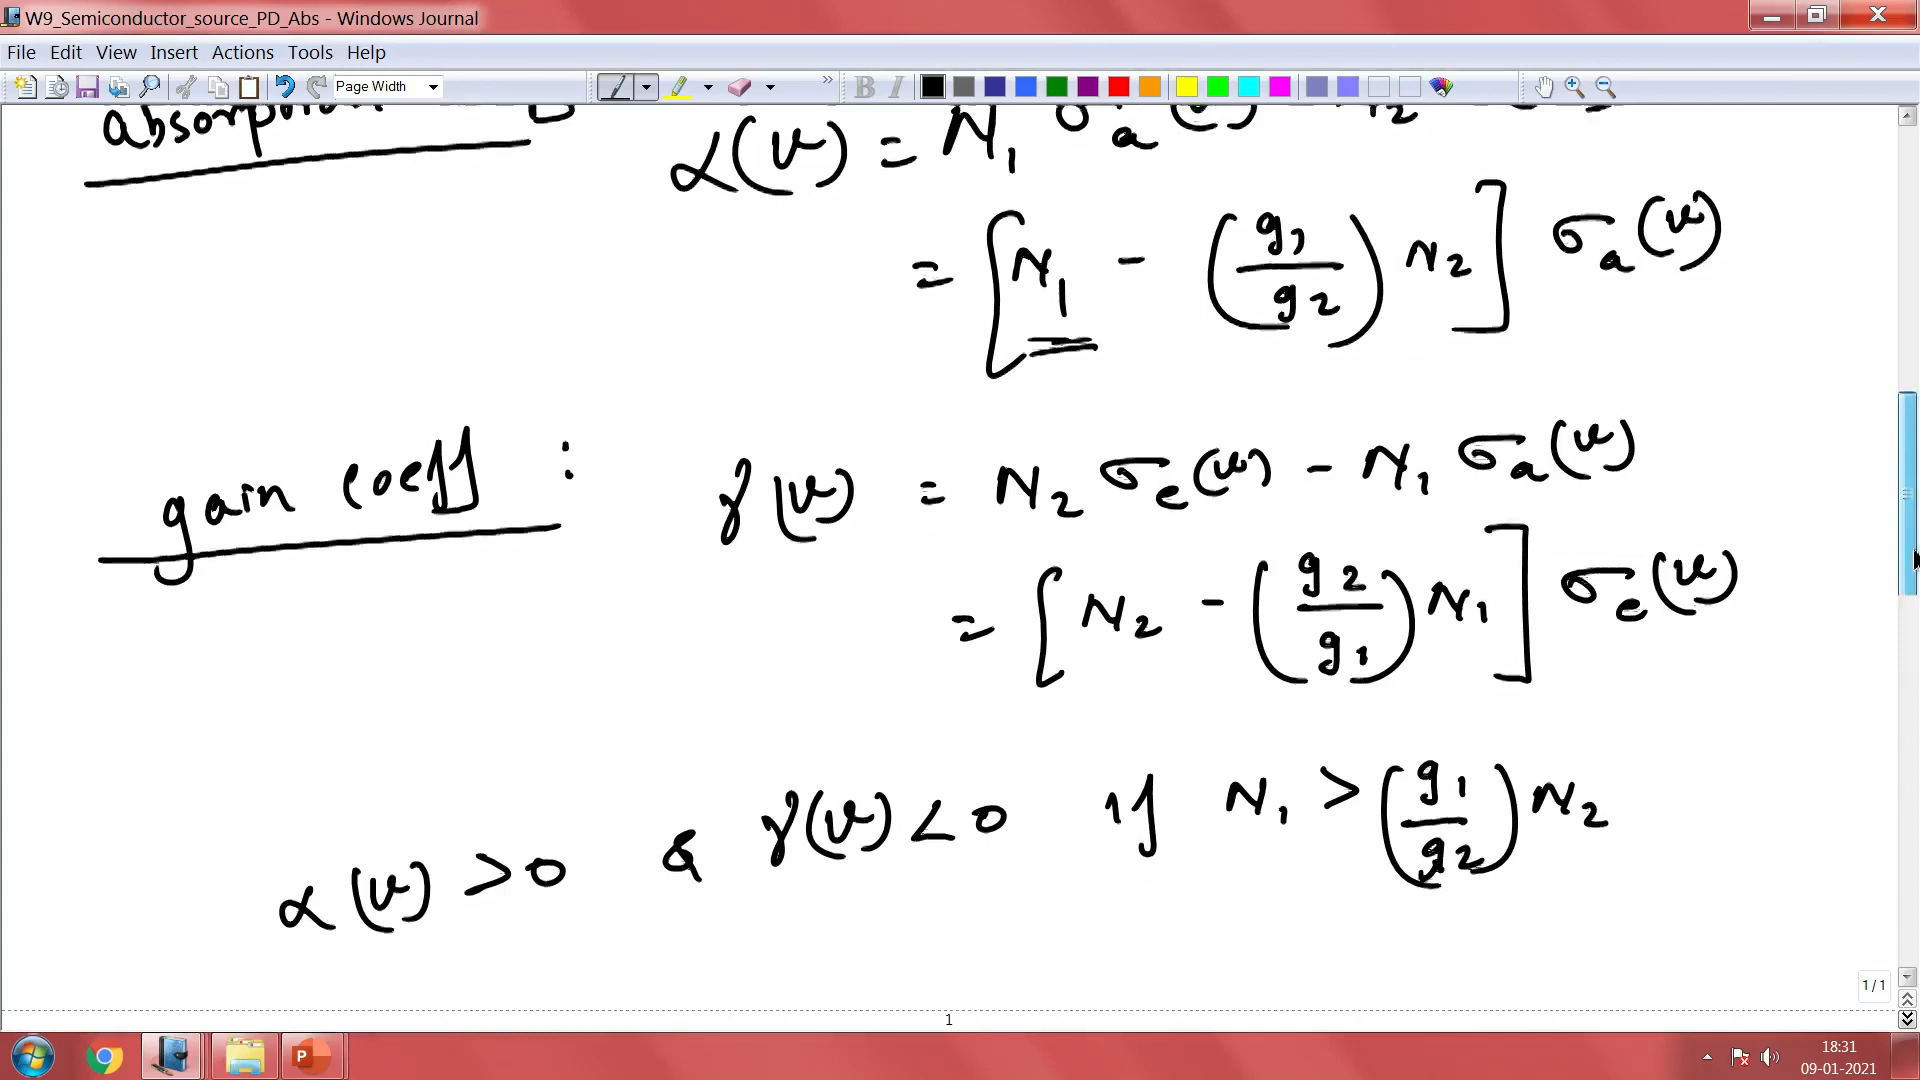 W9_Semiconductor_source_PD_Abs - Windows Journal
File Edit View Insert Actions Tools Help
Page Width
B I
absorption
α(ν) = N₁ σₐ(ν) - N₂
= [N₁ - (g₁/g₂) N₂] σₐ(ν)
gain coeff : γ(ν) = N₂ σₑ(ν) - N₁ σₐ(ν)
= [N₂ - (g₂/g₁) N₁] σₑ(ν)
α(ν) > 0 & γ(ν) < 0 if N₁ > (g₁/g₂) N₂
1 / 1
1
P
18:31
09-01-2021